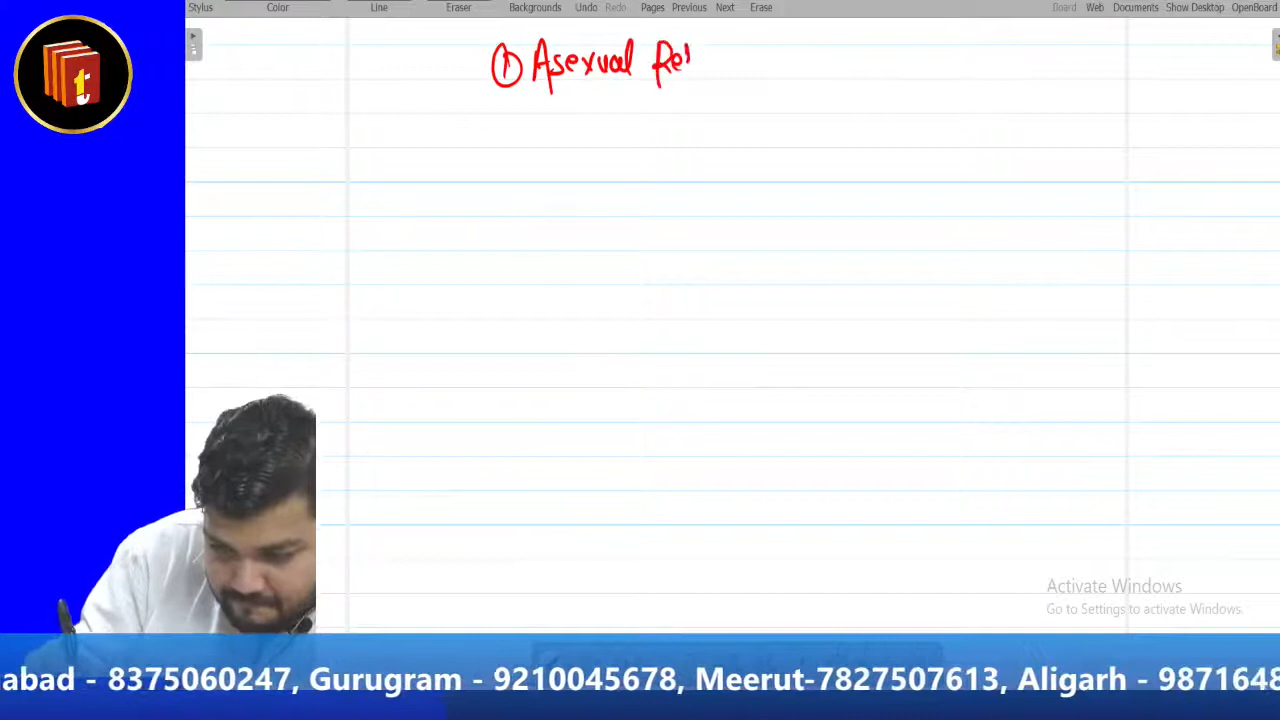 Stylus Color Line Eraser Backgrounds Undo Redo Pages Previous Next Erase Board Web Documents Show Desktop OpenBoard
① Asexual Re
t
Activate Windows
Go to Settings to activate Windows.
abad - 8375060247, Gurugram - 9210045678, Meerut-7827507613, Aligarh - 9871648